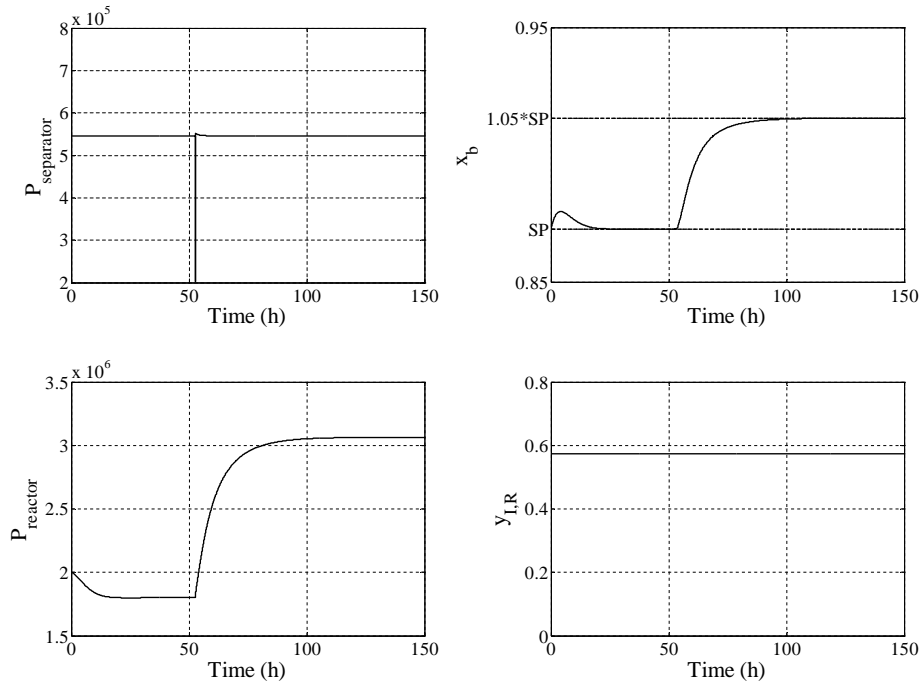 x 10^5
8
7
6
5
4
3
2
P_separator
0 50 100 150
Time (h)
0.95
1.05*SP
SP
0.85
x_b
0 50 100 150
Time (h)
x 10^6
3.5
3
2.5
2
1.5
P_reactor
0 50 100 150
Time (h)
0.8
0.6
0.4
0.2
0
y_I,R
0 50 100 150
Time (h)